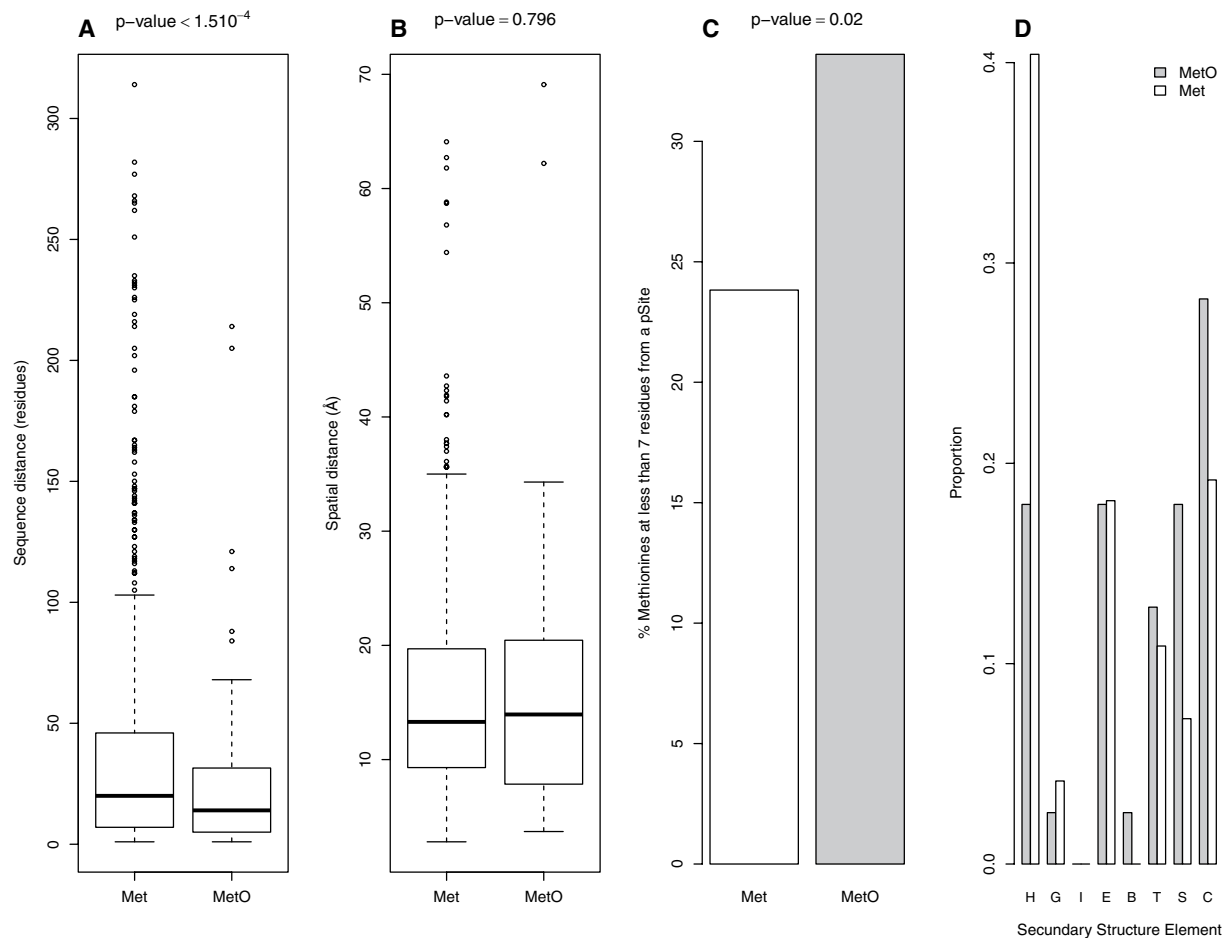 A p−value < 1.510⁻⁴
Sequence distance (residues)
0
50
100
150
200
250
300
Met
MetO
B p−value = 0.796
Spatial distance (Å)
10
20
30
40
50
60
70
Met
MetO
C p−value = 0.02
% Methionines at less than 7 residues from a pSite
0
5
10
15
20
25
30
Met
MetO
D
MetO
Met
Proportion
0.0
0.1
0.2
0.3
0.4
H G I E B T S C
Secundary Structure Element